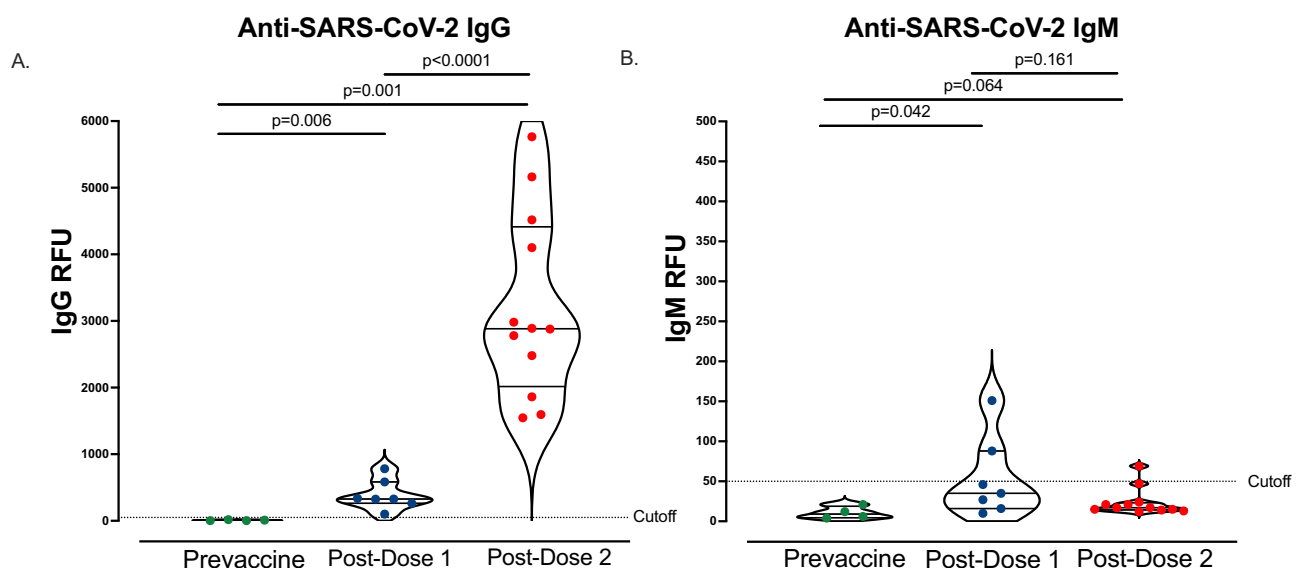 Anti-SARS-CoV-2 IgG
A.
p<0.0001
p=0.001
p=0.006
6000
5000
4000
3000
2000
1000
0
IgG RFU
Cutoff
Prevaccine Post-Dose 1 Post-Dose 2
Anti-SARS-CoV-2 IgM
B.
p=0.161
p=0.064
p=0.042
500
450
400
350
300
250
200
150
100
50
0
IgM RFU
Cutoff
Prevaccine Post-Dose 1 Post-Dose 2